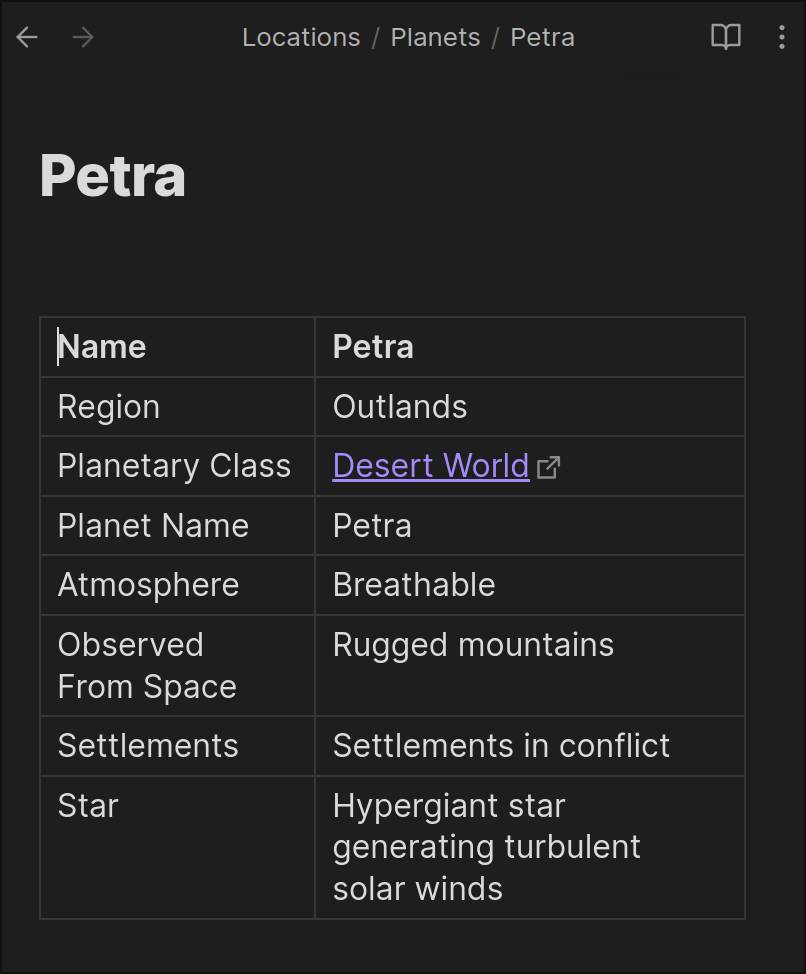 Locations / Planets / Petra
Petra
Name Petra
Region Outlands
Planetary Class Desert World
Planet Name Petra
Atmosphere Breathable
Observed Rugged mountains
From Space
Settlements Settlements in conflict
Star Hypergiant star
generating turbulent
solar winds